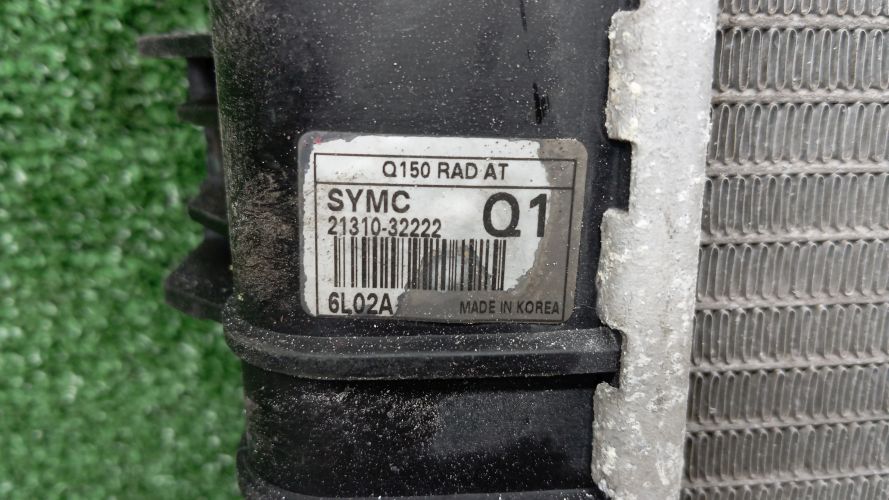 Q150 RAD AT
SYMC
Q1
21310-32222
6L02A
MADE IN KOREA